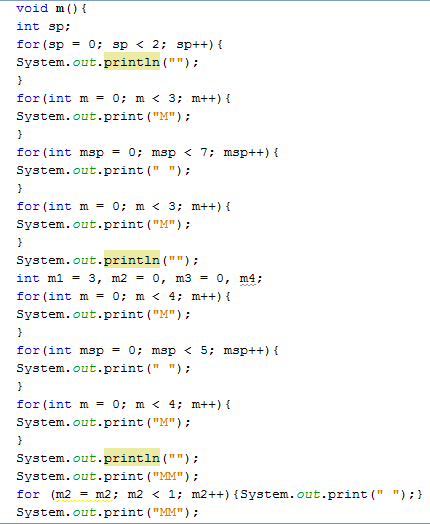 void m(){
int sp;
for(sp = 0; sp < 2; sp++){
System.out.println("");
}
for(int m = 0; m < 3; m++){
System.out.print("M");
}
for(int msp = 0; msp < 7; msp++){
System.out.print(" ");
}
for(int m = 0; m < 3; m++){
System.out.print("M");
}
System.out.println("");
int m1 = 3, m2 = 0, m3 = 0, m4;
for(int m = 0; m < 4; m++){
System.out.print("M");
}
for(int msp = 0; msp < 5; msp++){
System.out.print(" ");
}
for(int m = 0; m < 4; m++){
System.out.print("M");
}
System.out.println("");
System.out.print("MM");
for (m2 = m2; m2 < 1; m2++){System.out.print(" ");}
System.out.print("MM");